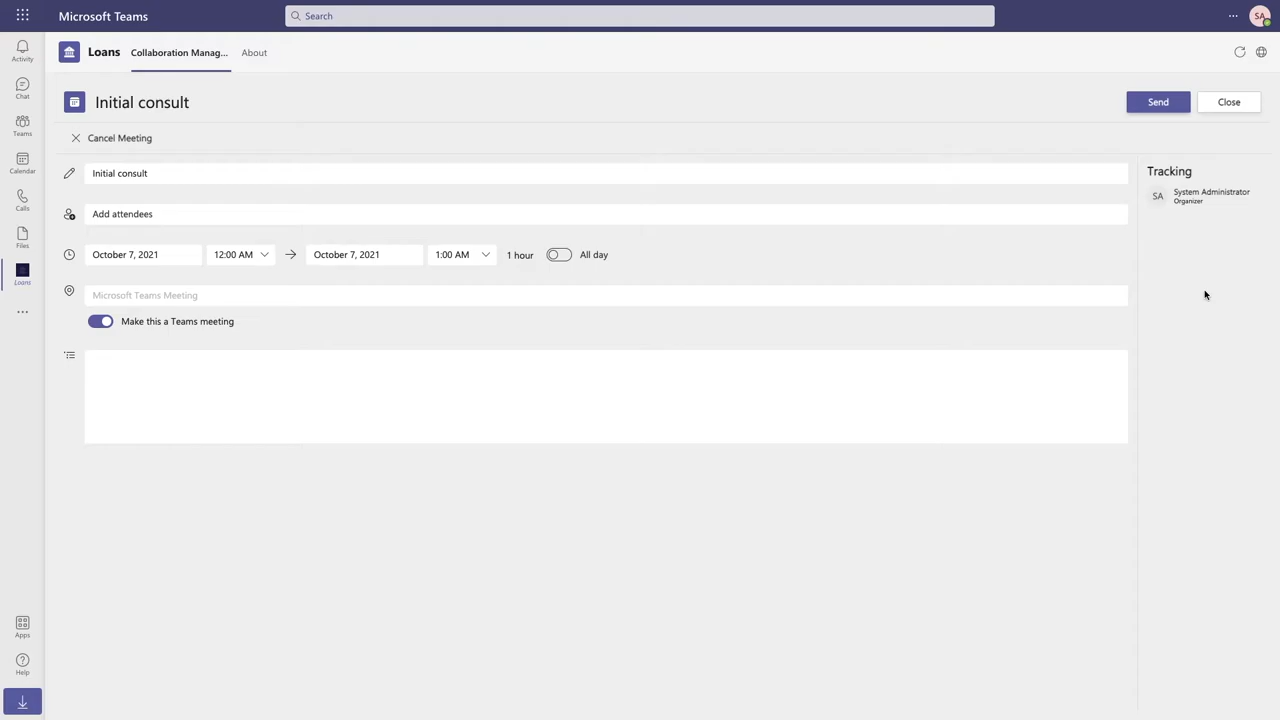 Microsoft Teams
Search
SA
Activity
Chat
Teams
Calendar
Calls
Files
Loans
Apps
Help
Loans
Collaboration Manag...
About
Initial consult
Send
Close
Cancel Meeting
Initial consult
Add attendees
October 7, 2021
12:00 AM
October 7, 2021
1:00 AM
1 hour
All day
Microsoft Teams Meeting
Make this a Teams meeting
Tracking
SA
System Administrator
Organizer